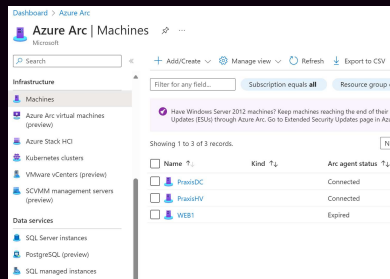 Dashboard > Azure Arc
Azure Arc | Machines
Microsoft
Search
Add/Create
Manage view
Refresh
Export to CSV
Infrastructure
Machines
Azure Arc virtual machines (preview)
Azure Stack HCI
Kubernetes clusters
VMware vCenters (preview)
SCVMM management servers (preview)
Data services
SQL Server instances
PostgreSQL (preview)
SQL managed instances
Filter for any field...
Subscription equals all
Resource group
Have Windows Server 2012 machines? Keep machines reaching the end of their
Updates (ESUs) through Azure Arc. Go to Extended Security Updates page in
Showing 1 to 3 of 3 records.
Name Kind Arc agent status
PraxisDC Connected
PraxisHV Connected
WEB1 Expired